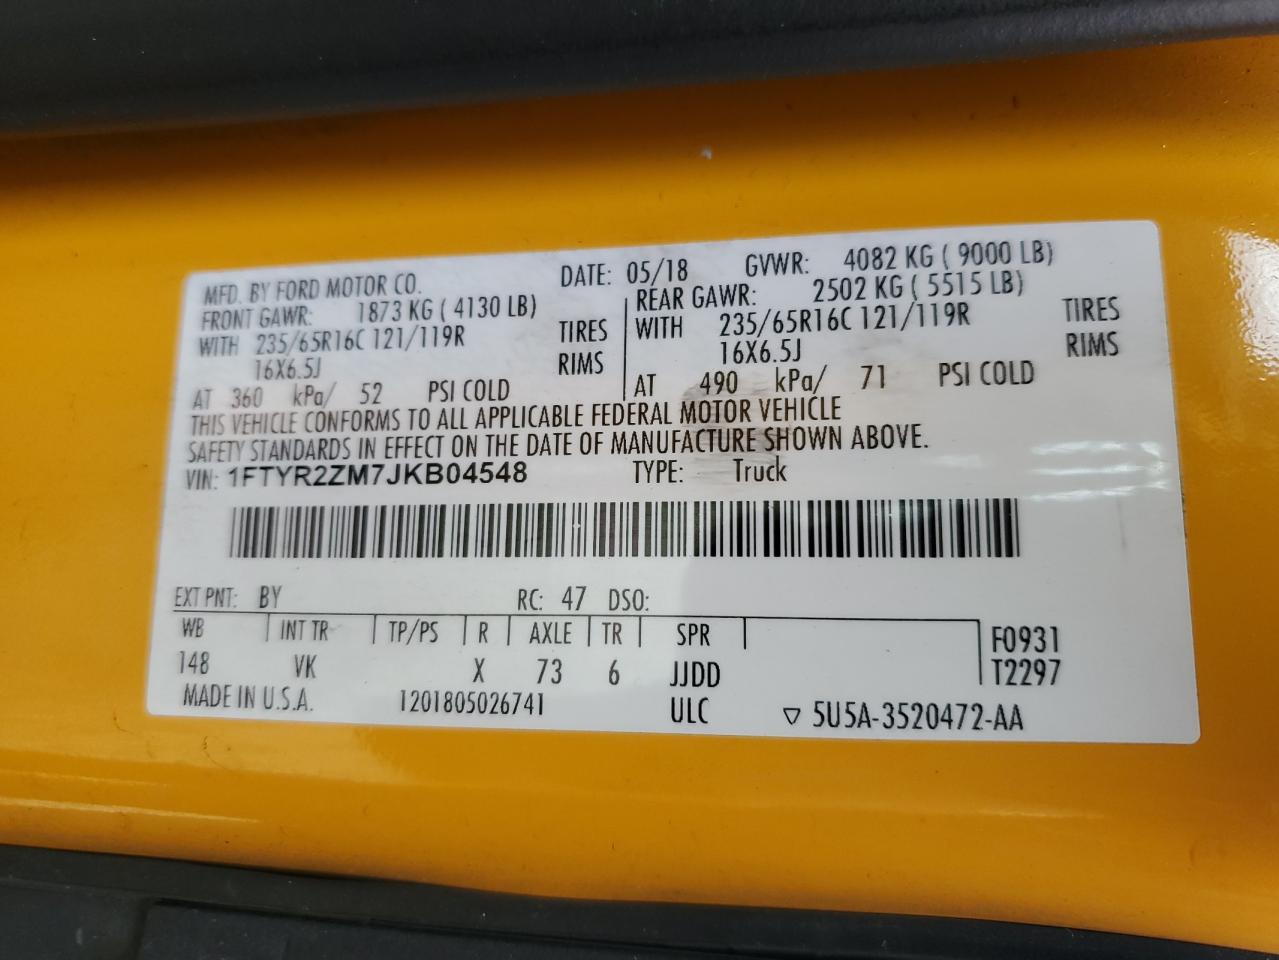 MFD. BY FORD MOTOR CO. DATE: 05/18 GVWR: 4082 KG ( 9000 LB)
FRONT GAWR: 1873 KG ( 4130 LB) REAR GAWR: 2502 KG ( 5515 LB)
WITH 235/65R16C 121/119R TIRES WITH 235/65R16C 121/119R TIRES
16X6.5J RIMS 16X6.5J RIMS
AT 360 kPa/ 52 PSI COLD AT 490 kPa/ 71 PSI COLD
THIS VEHICLE CONFORMS TO ALL APPLICABLE FEDERAL MOTOR VEHICLE
SAFETY STANDARDS IN EFFECT ON THE DATE OF MANUFACTURE SHOWN ABOVE.
VIN: 1FTYR2ZM7JKB04548 TYPE: Truck
EXT PNT: BY RC: 47 DSO:
WB INT TR TP/PS R AXLE TR SPR F0931
148 VK X 73 6 JJDD T2297
MADE IN U.S.A. 1201805026741 ULC ▽ 5U5A-3520472-AA